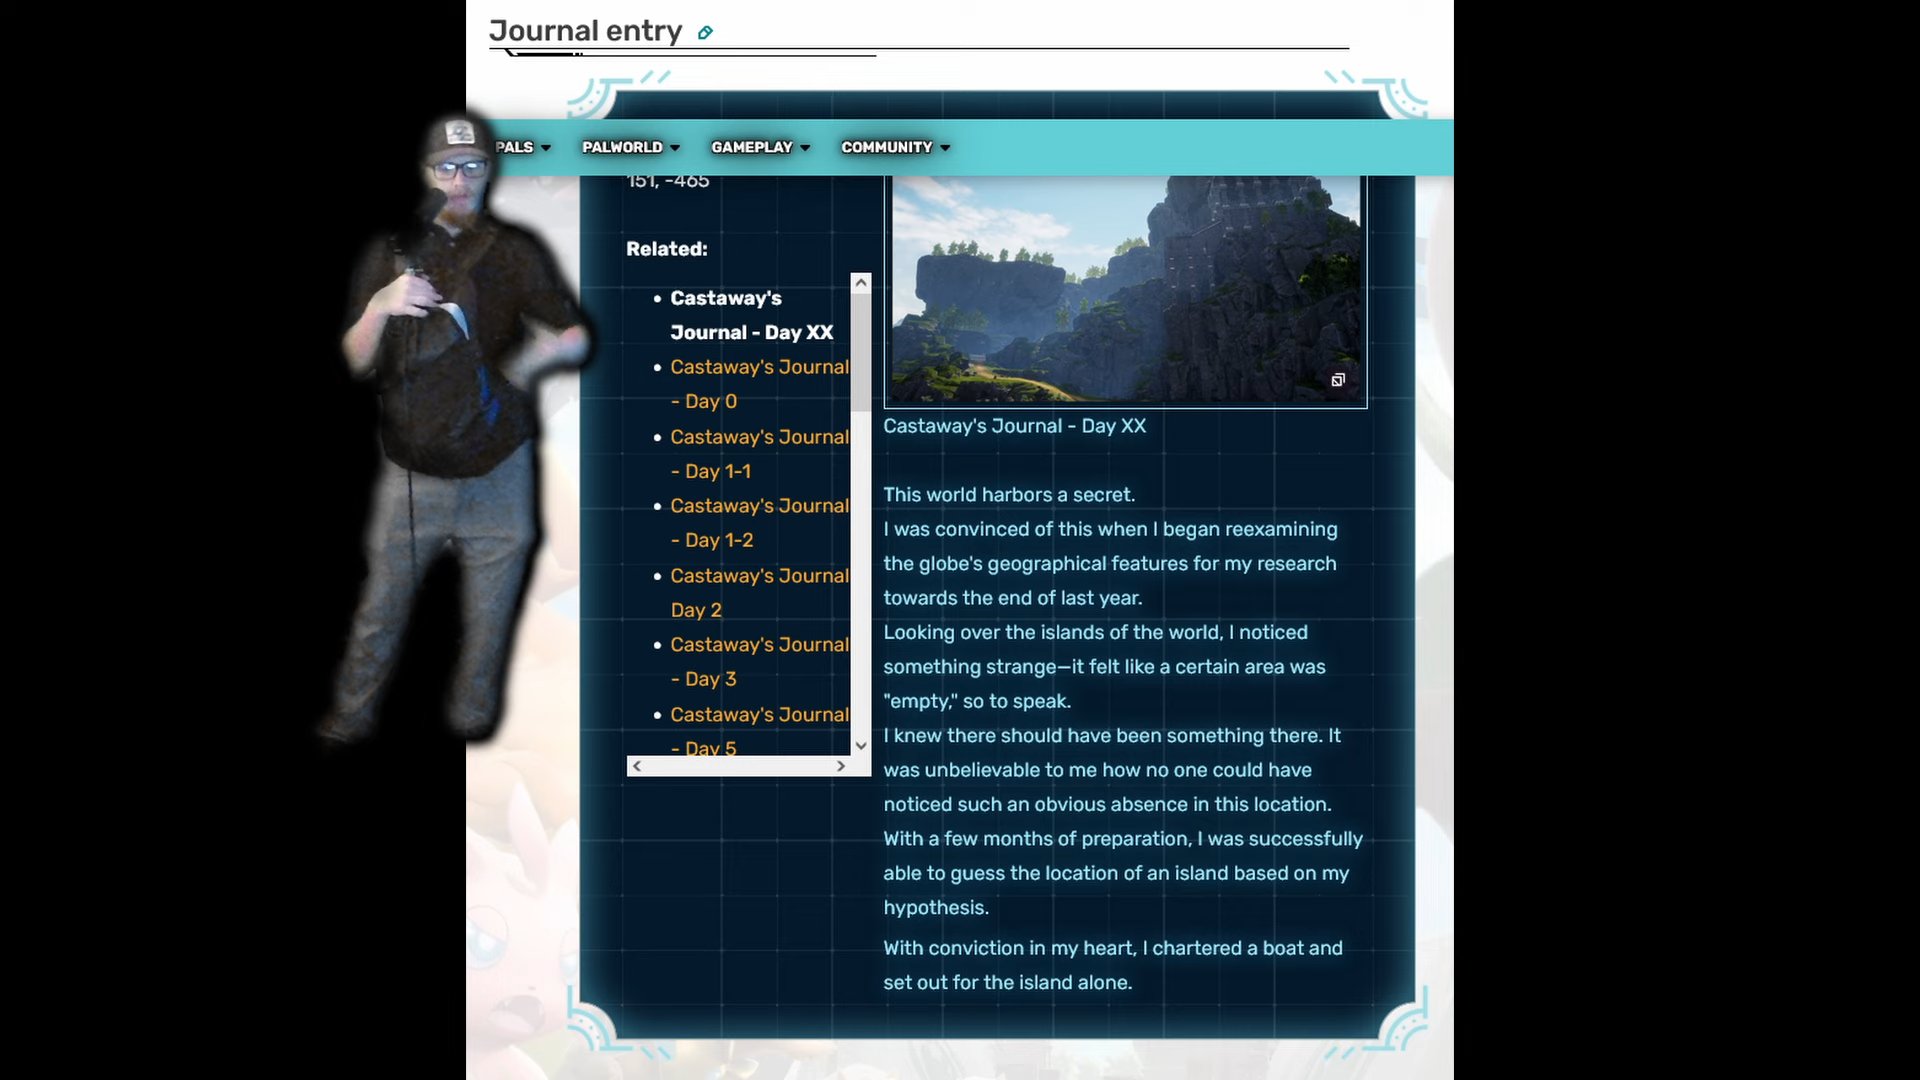 Journal entry
PALS
PALWORLD
GAMEPLAY
COMMUNITY
151, -465
Related:
Castaway's
Journal - Day XX
Castaway's Journal
- Day 0
Castaway's Journal
- Day 1-1
Castaway's Journal
- Day 1-2
Castaway's Journal
Day 2
Castaway's Journal
- Day 3
Castaway's Journal
- Day 5
Castaway's Journal - Day XX
This world harbors a secret.
I was convinced of this when I began reexamining
the globe's geographical features for my research
towards the end of last year.
Looking over the islands of the world, I noticed
something strange—it felt like a certain area was
"empty," so to speak.
I knew there should have been something there. It
was unbelievable to me how no one could have
noticed such an obvious absence in this location.
With a few months of preparation, I was successfully
able to guess the location of an island based on my
hypothesis.
With conviction in my heart, I chartered a boat and
set out for the island alone.